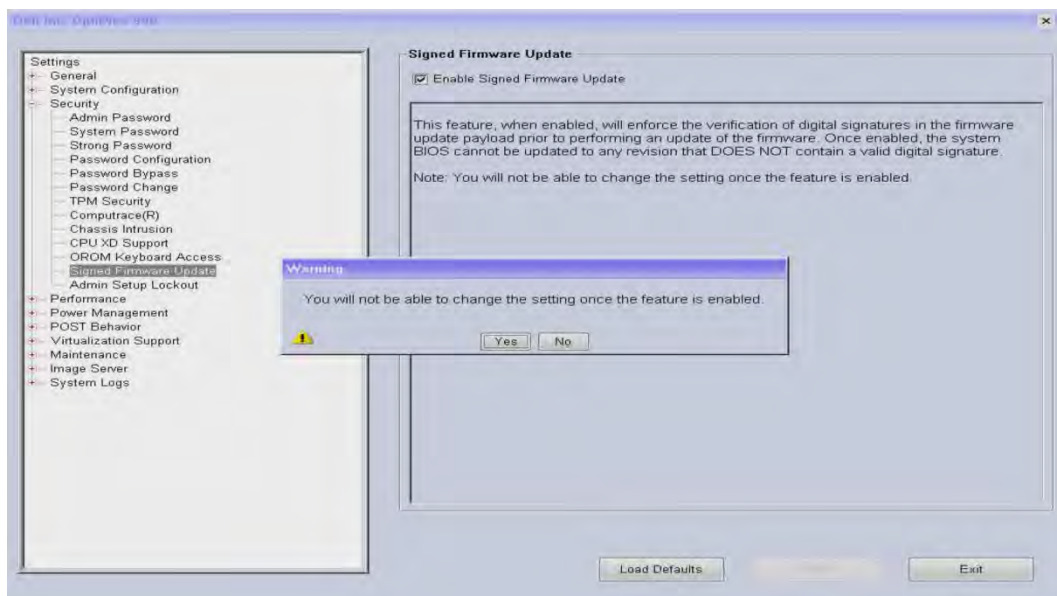 Dell Inc. OptiPlex 990
Settings
General
System Configuration
Security
Admin Password
System Password
Strong Password
Password Configuration
Password Bypass
Password Change
TPM Security
Computrace(R)
Chassis Intrusion
CPU XD Support
OROM Keyboard Access
Signed Firmware Update
Admin Setup Lockout
Performance
Power Management
POST Behavior
Virtualization Support
Maintenance
Image Server
System Logs
Signed Firmware Update
Enable Signed Firmware Update
This feature, when enabled, will enforce the verification of digital signatures in the firmware
update payload prior to performing an update of the firmware. Once enabled, the system
BIOS cannot be updated to any revision that DOES NOT contain a valid digital signature.
Note: You will not be able to change the setting once the feature is enabled.
Warning
You will not be able to change the setting once the feature is enabled.
Yes
No
Load Defaults
Exit